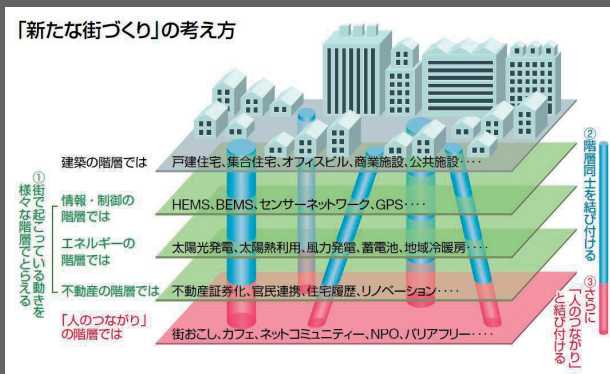 「新たな街づくり」の考え方
建築の階層では
戸建住宅、集合住宅、オフィスビル、商業施設、公共施設‥‥
情報・制御の
階層では
HEMS、BEMS、センサーネットワーク、GPS‥‥
エネルギーの
階層では
太陽光発電、太陽熱利用、風力発電、蓄電池、地域冷暖房‥‥
不動産の階層では
不動産証券化、官民連携、住宅履歴、リノベーション‥‥
「人のつながり」
の階層では
街おこし、カフェ、ネットコミュニティー、NPO、バリアフリー‥‥
①街で起こっている動きを
様々な階層でとらえる
②階層同士を結び付ける
③さらに
「人のつながり」
と結び付ける